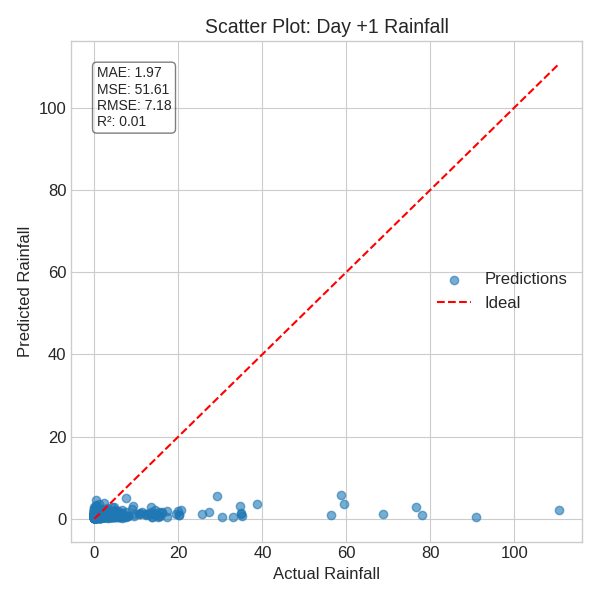 Scatter Plot: Day +1 Rainfall
MAE: 1.97
MSE: 51.61
RMSE: 7.18
R²: 0.01
100
80
60
40
20
0
Predicted Rainfall
Predictions
Ideal
0 20 40 60 80 100
Actual Rainfall